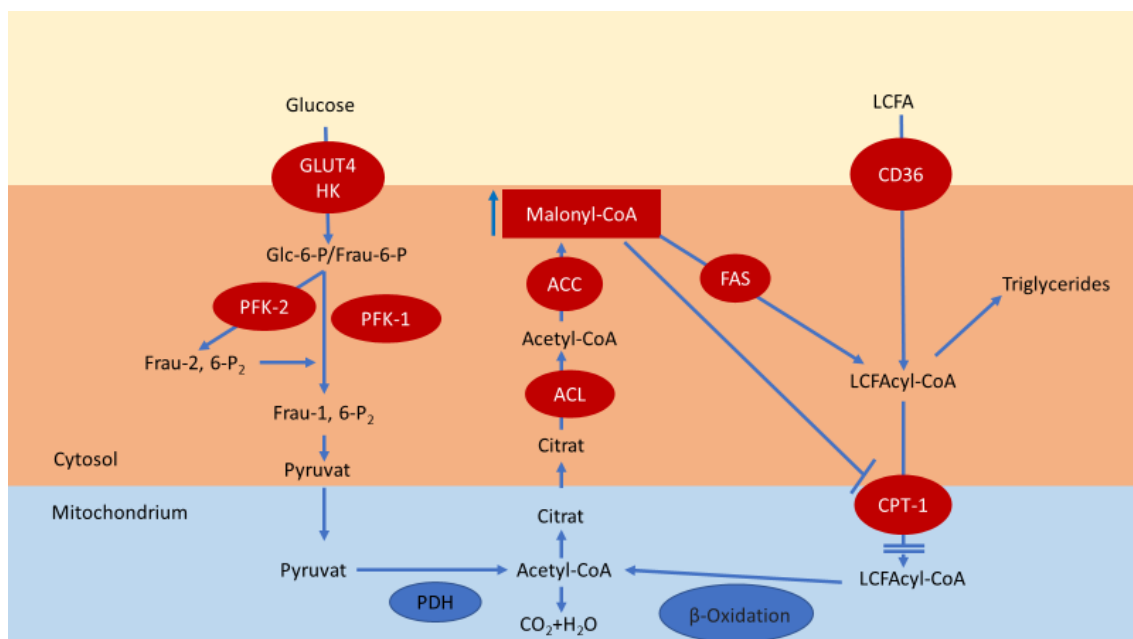 Glucose
LCFA
GLUT4
HK
CD36
Malonyl-CoA
Glc-6-P/Frau-6-P
ACC
FAS
Triglycerides
PFK-2
PFK-1
Acetyl-CoA
Frau-2, 6-P₂
LCFAcyl-CoA
ACL
Frau-1, 6-P₂
Citrat
Cytosol
Pyruvat
Mitochondrium
CPT-1
Citrat
Pyruvat
Acetyl-CoA
LCFAcyl-CoA
PDH
β-Oxidation
CO₂+H₂O